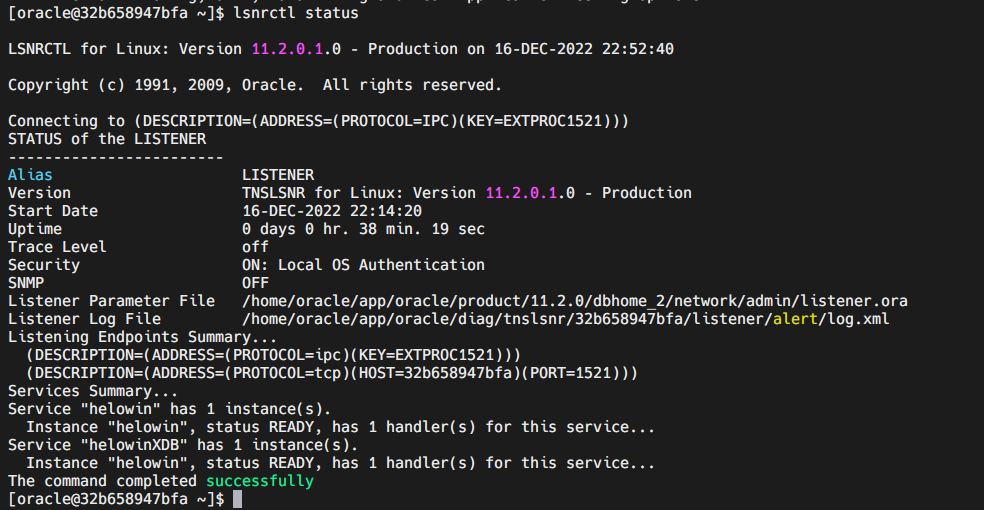 [oracle@32b658947bfa ~]$ lsnrctl status
LSNRCTL for Linux: Version 11.2.0.1.0 - Production on 16-DEC-2022 22:52:40
Copyright (c) 1991, 2009, Oracle.  All rights reserved.
Connecting to (DESCRIPTION=(ADDRESS=(PROTOCOL=IPC)(KEY=EXTPROC1521)))
STATUS of the LISTENER
------------------------
Alias                     LISTENER
Version                   TNSLSNR for Linux: Version 11.2.0.1.0 - Production
Start Date                16-DEC-2022 22:14:20
Uptime                    0 days 0 hr. 38 min. 19 sec
Trace Level               off
Security                  ON: Local OS Authentication
SNMP                      OFF
Listener Parameter File   /home/oracle/app/oracle/product/11.2.0/dbhome_2/network/admin/listener.ora
Listener Log File         /home/oracle/app/oracle/diag/tnslsnr/32b658947bfa/listener/alert/log.xml
Listening Endpoints Summary...
  (DESCRIPTION=(ADDRESS=(PROTOCOL=ipc)(KEY=EXTPROC1521)))
  (DESCRIPTION=(ADDRESS=(PROTOCOL=tcp)(HOST=32b658947bfa)(PORT=1521)))
Services Summary...
Service "helowin" has 1 instance(s).
  Instance "helowin", status READY, has 1 handler(s) for this service...
Service "helowinXDB" has 1 instance(s).
  Instance "helowin", status READY, has 1 handler(s) for this service...
The command completed successfully
[oracle@32b658947bfa ~]$